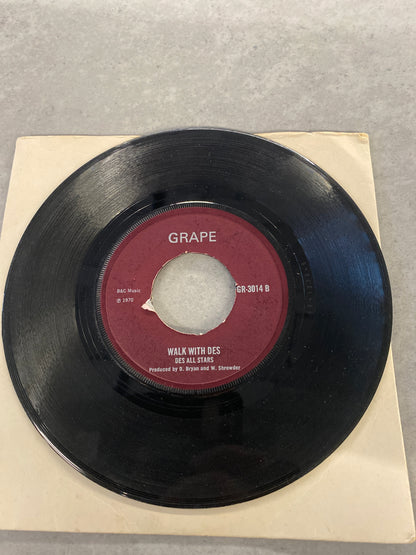 GRAPE
B&C Music
℗ 1970
GR-3014 B
WALK WITH DES
DES ALL STARS
Produced by D. Bryan and W. Shrowder